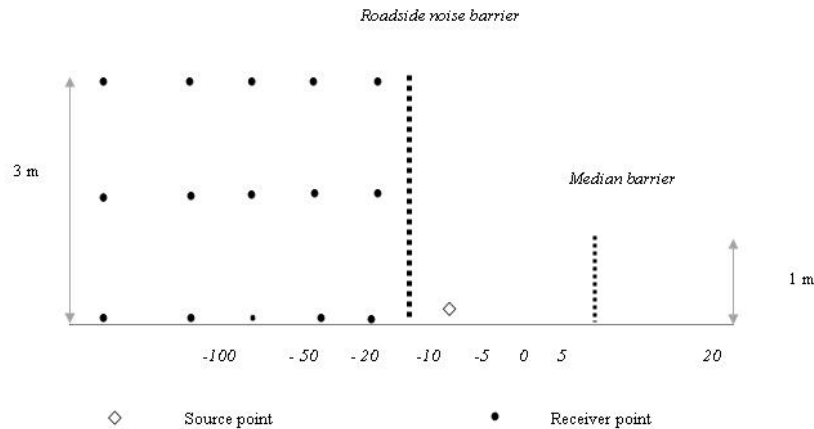 Roadside noise barrier
3 m
Median barrier
1 m
-100 - 50 - 20 -10 -5 0 5 20
Source point Receiver point